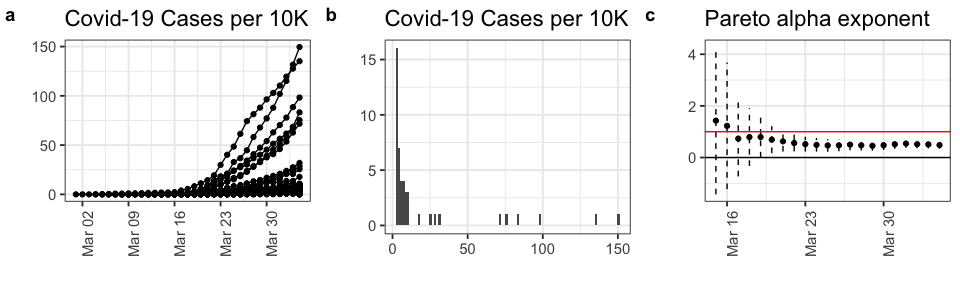 a Covid-19 Cases per 10K
150
100
50
0
Mar 02
Mar 09
Mar 16
Mar 23
Mar 30
b Covid-19 Cases per 10K
15
10
5
0
0 50 100 150
c Pareto alpha exponent
4
2
0
Mar 16
Mar 23
Mar 30